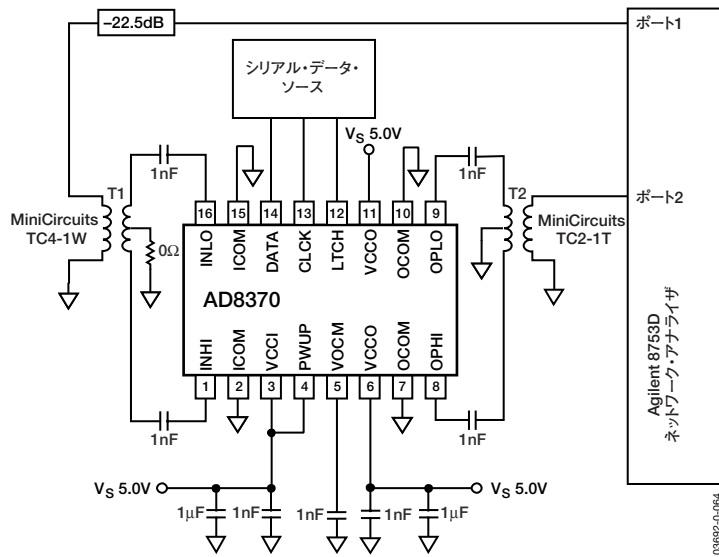 –22.5dB
ポート1
シリアル・データ・
ソース
VS 5.0V
1nF
1nF
T1
T2
ポート2
MiniCircuits
TC4-1W
0Ω
MiniCircuits
TC2-1T
16
15
14
13
12
11
10
9
INLO
ICOM
DATA
CLCK
LTCH
VCCO
OCOM
OPLO
AD8370
INHI
ICOM
VCCI
PWUP
VOCM
VCCO
OCOM
OPHI
1
2
3
4
5
6
7
8
Agilent 8753D
ネットワーク・アナライザ
1nF
1nF
VS 5.0V
VS 5.0V
1μF
1nF
1nF
1nF
1μF
03692-0-064